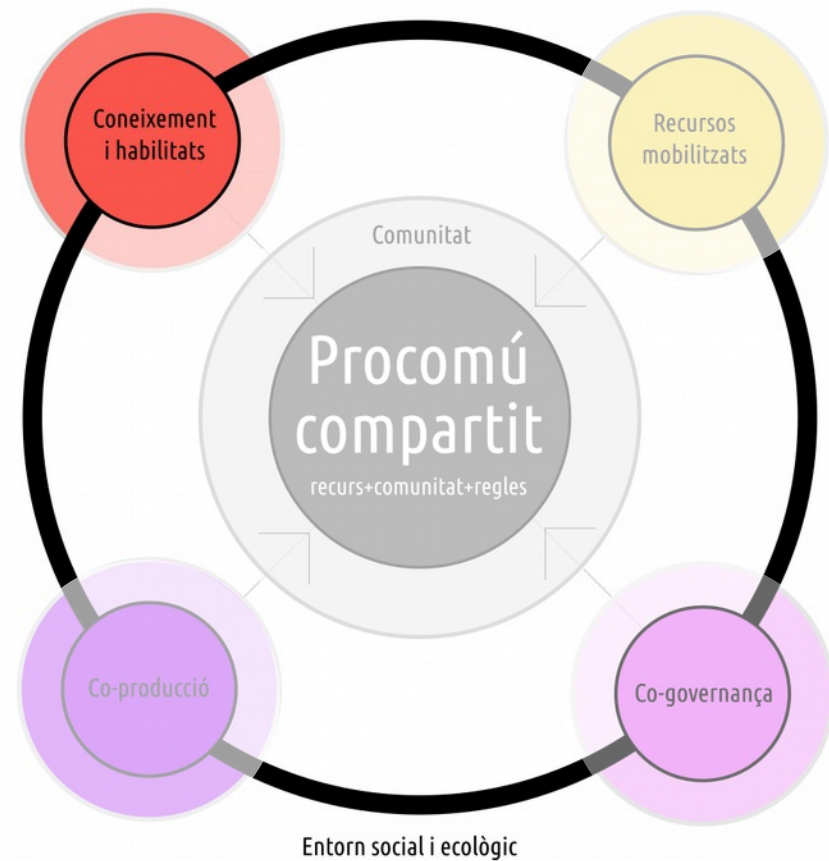 Coneixement
i habilitats
Recursos
mobilitzats
Comunitat
Procomú
compartit
recurs+comunitat+regles
Co-producció
Co-governança
Entorn social i ecològic